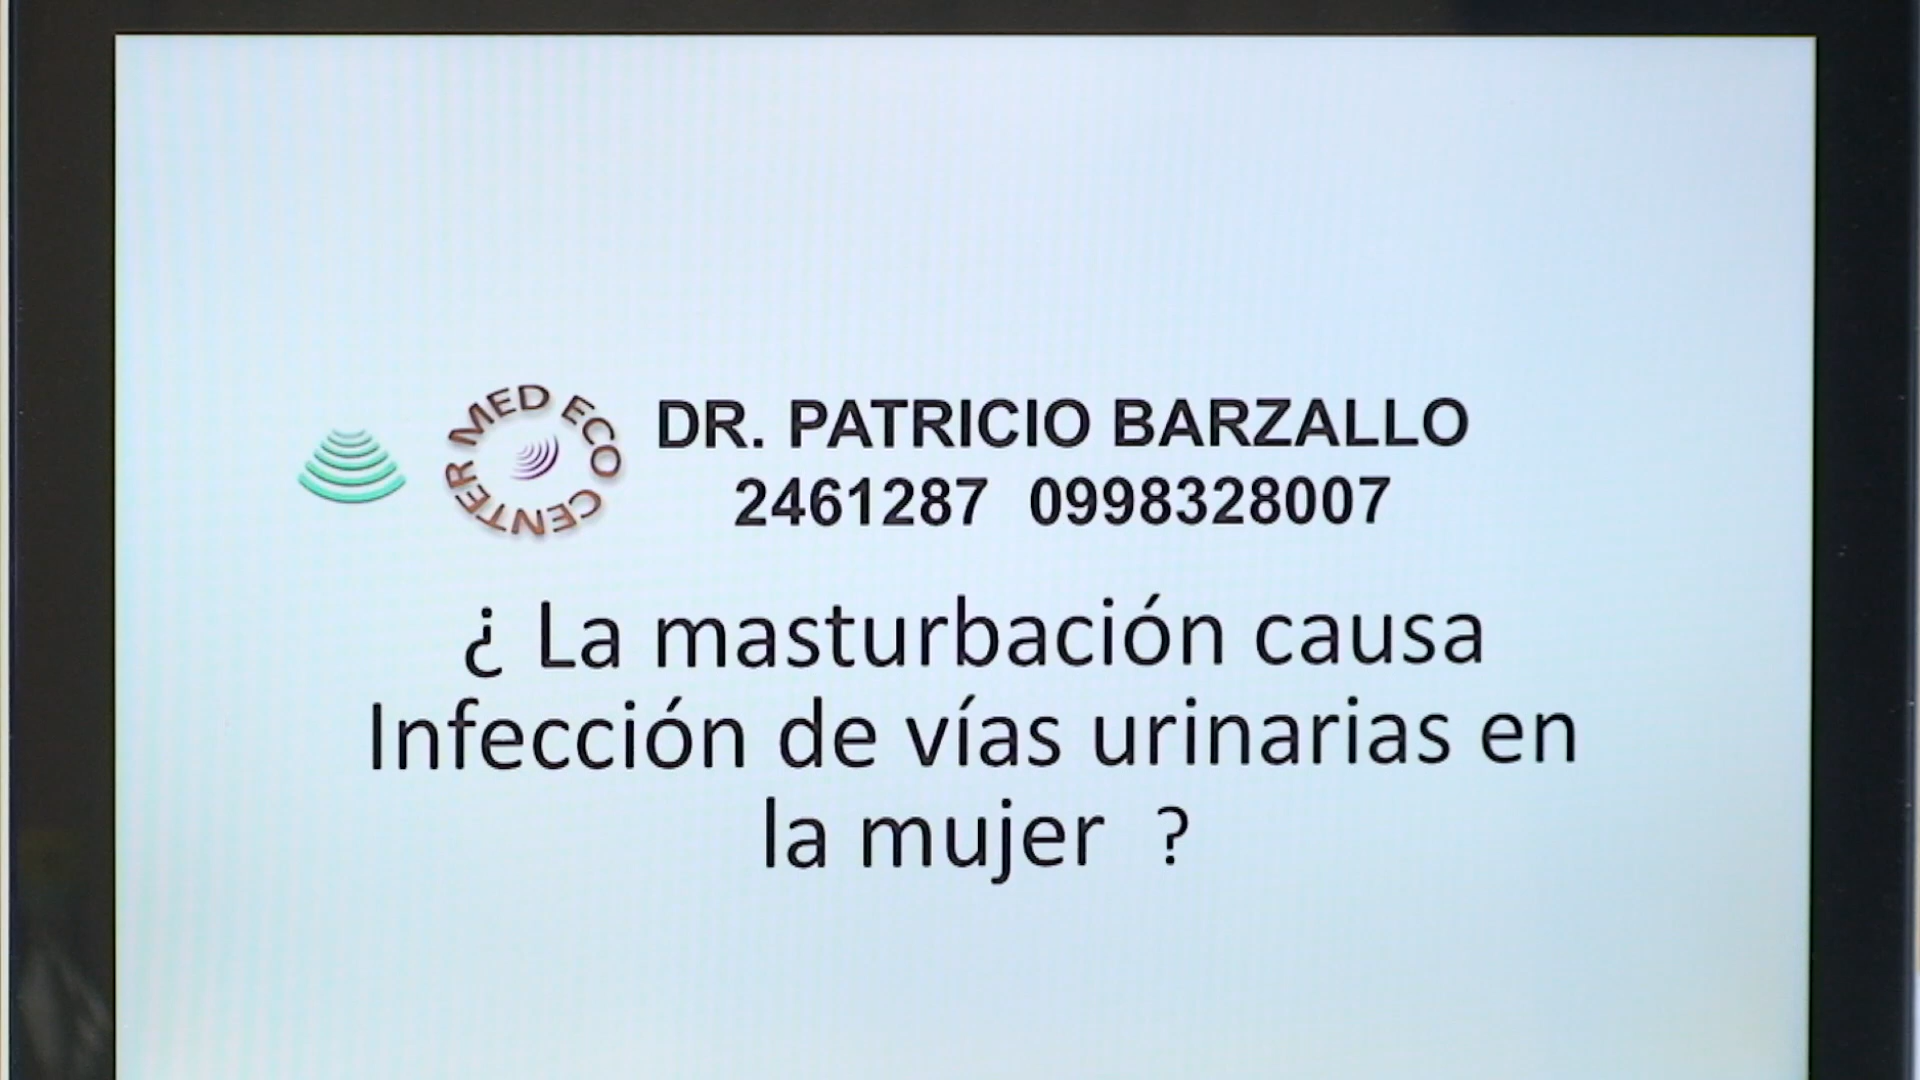 MED ECO CENTER
DR. PATRICIO BARZALLO
2461287 0998328007
¿ La masturbación causa
Infección de vías urinarias en
la mujer ?